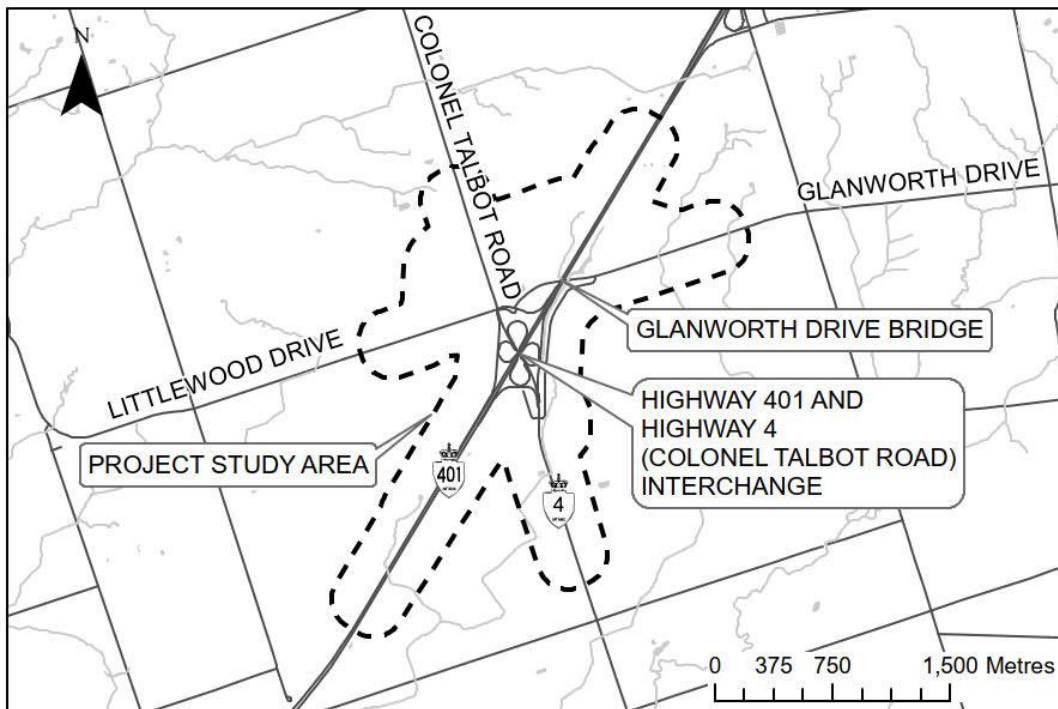 N
COLONEL TALBOT ROAD
GLANWORTH DRIVE
GLANWORTH DRIVE BRIDGE
LITTLEWOOD DRIVE
HIGHWAY 401 AND
HIGHWAY 4
(COLONEL TALBOT ROAD)
INTERCHANGE
PROJECT STUDY AREA
401
4
0 375 750 1,500 Metres